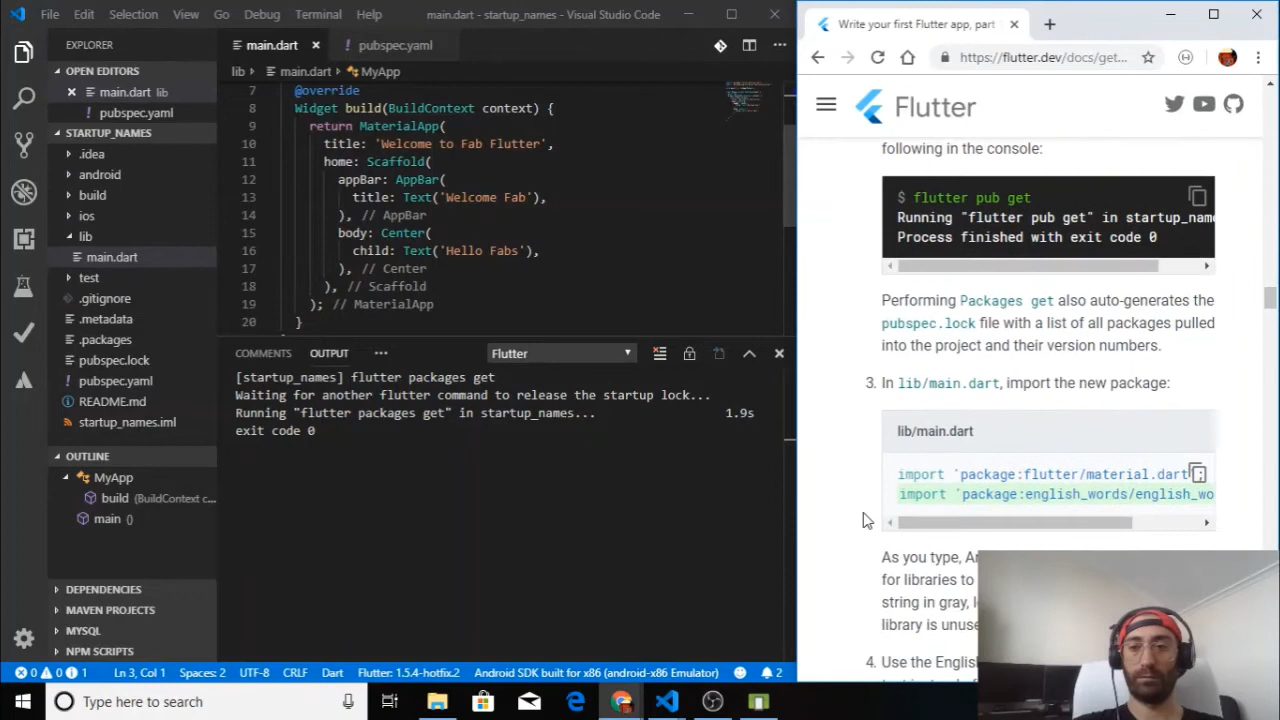 File Edit Selection View Go Debug Terminal Help main.dart - startup_names - Visual Studio Code
EXPLORER
OPEN EDITORS
main.dart lib
STARTUP_NAMES
.idea
android
build
ios
lib
main.dart
test
.gitignore
.metadata
.packages
pubspec.lock
pubspec.yaml
README.md
startup_names.iml
OUTLINE
MyApp
build (BuildContext c...
main ()
DEPENDENCIES
MAVEN PROJECTS
MYSQL
NPM SCRIPTS
main.dart
pubspec.yaml
lib > main.dart > MyApp
7 @override
8 Widget build(BuildContext context) {
9 return MaterialApp(
10 title: 'Welcome to Fab Flutter',
11 home: Scaffold(
12 appBar: AppBar(
13 title: Text('Welcome Fab'),
14 ), // AppBar
15 body: Center(
16 child: Text('Hello Fabs'),
17 ), // Center
18 ), // Scaffold
19 ); // MaterialApp
20 }
COMMENTS OUTPUT ••• Flutter
[startup_names] flutter packages get
Waiting for another flutter command to release the startup lock...
Running "flutter packages get" in startup_names... 1.9s
exit code 0
0 0 1 Ln 3, Col 1 Spaces: 2 UTF-8 CRLF Dart Flutter: 1.5.4-hotfix.2 Android SDK built for x86 (android-x86 Emulator) 2
Write your first Flutter app, part
https://flutter.dev/docs/get...
Flutter
following in the console:
$ flutter pub get
Running "flutter pub get" in startup_name
Process finished with exit code 0
Performing Packages get also auto-generates the
pubspec.lock file with a list of all packages pulled
into the project and their version numbers.
3. In lib/main.dart, import the new package:
lib/main.dart
import 'package:flutter/material.dart';
import 'package:english_words/english_wo
As you type, An
for libraries to
string in gray, l
library is unuse
4. Use the English
Type here to search